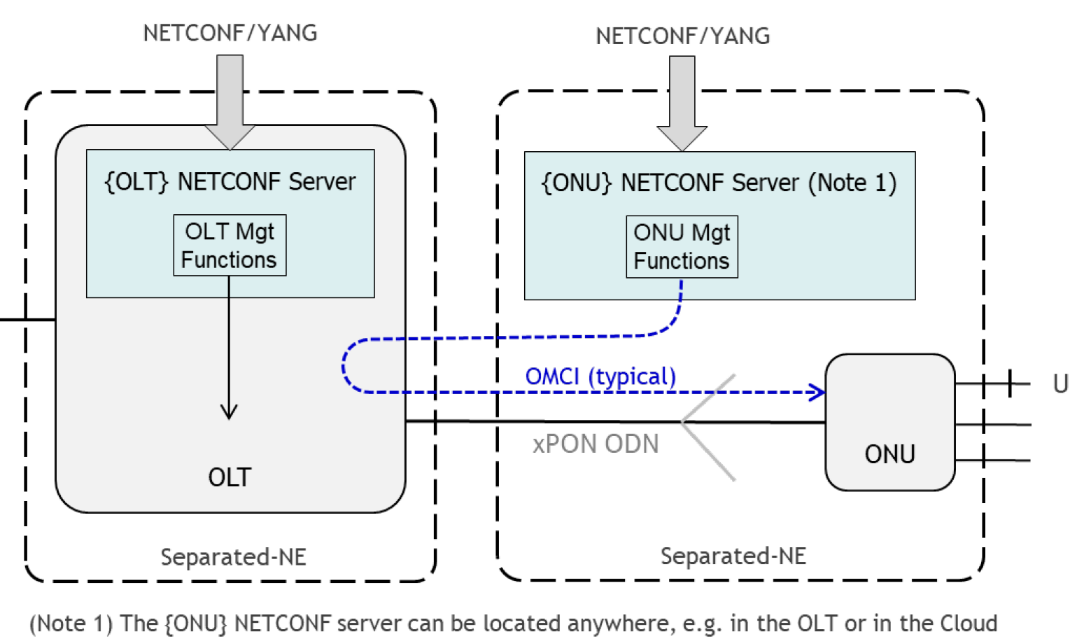 NETCONF/YANG
NETCONF/YANG
{OLT} NETCONF Server
OLT Mgt
Functions
{ONU} NETCONF Server (Note 1)
ONU Mgt
Functions
OMCI (typical)
xPON ODN
OLT
ONU
U
Separated-NE
Separated-NE
(Note 1) The {ONU} NETCONF server can be located anywhere, e.g. in the OLT or in the Cloud